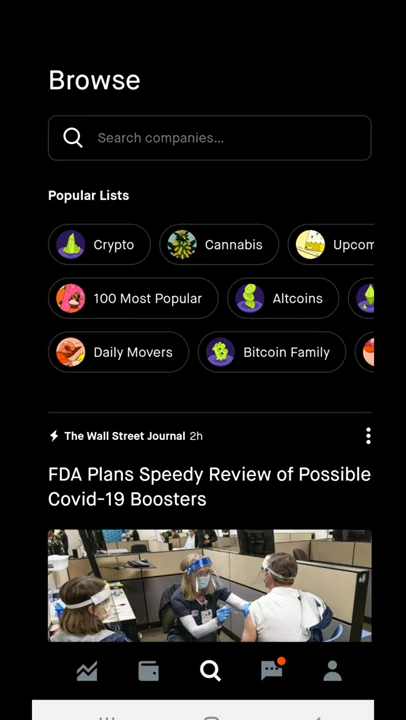 Browse
Search companies...
Popular Lists
Crypto
Cannabis
Upcom
100 Most Popular
Altcoins
Daily Movers
Bitcoin Family
The Wall Street Journal 2h
FDA Plans Speedy Review of Possible
Covid-19 Boosters